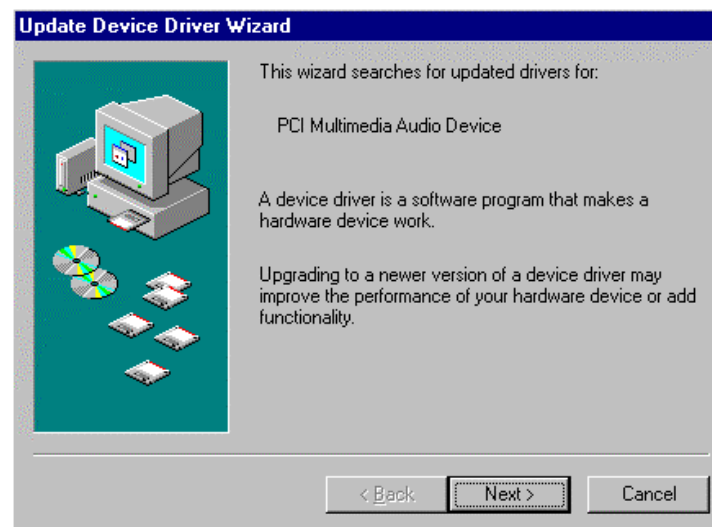 Update Device Driver Wizard
This wizard searches for updated drivers for:
PCI Multimedia Audio Device
A device driver is a software program that makes a
hardware device work.
Upgrading to a newer version of a device driver may
improve the performance of your hardware device or add
functionality.
< Back
Next >
Cancel